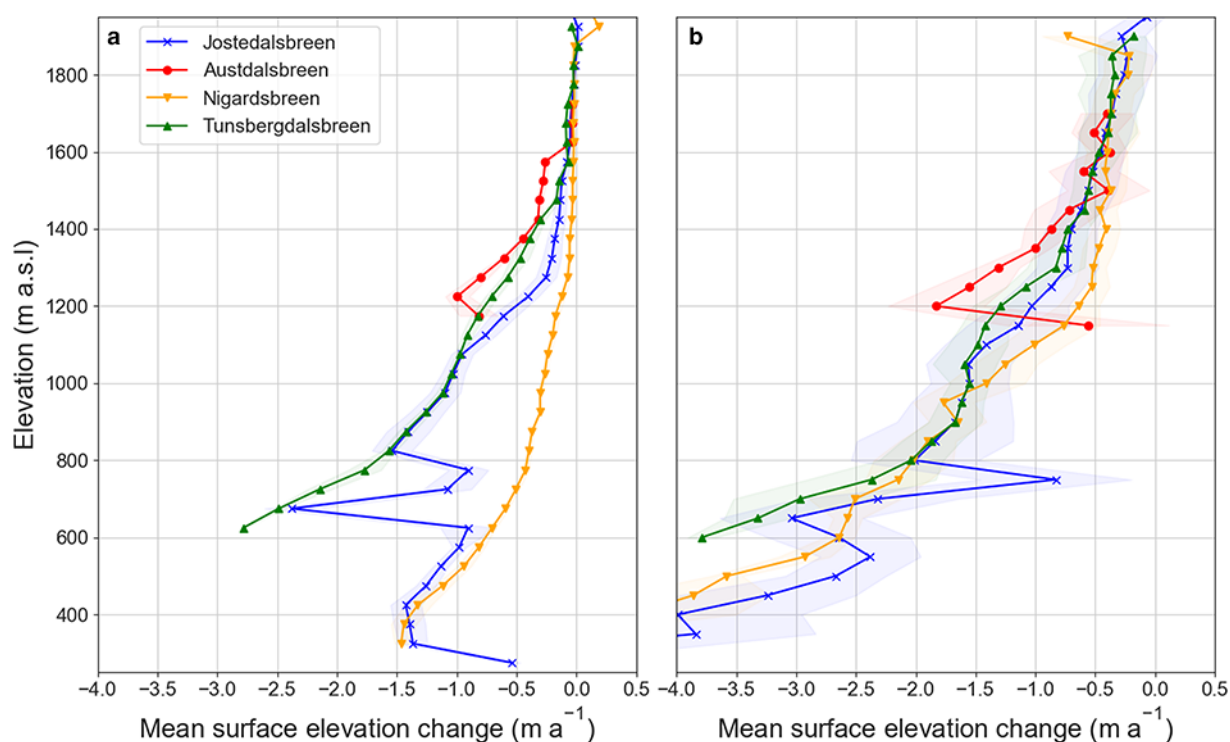 a
b
Jostedalsbreen
Austdalsbreen
Nigardsbreen
Tunsbergdalsbreen
Elevation (m a.s.l)
1800
1600
1400
1200
1000
800
600
400
−4.0 −3.5 −3.0 −2.5 −2.0 −1.5 −1.0 −0.5 0.0 0.5
−4.0 −3.5 −3.0 −2.5 −2.0 −1.5 −1.0 −0.5 0.0 0.5
Mean surface elevation change (m a⁻¹)
Mean surface elevation change (m a⁻¹)